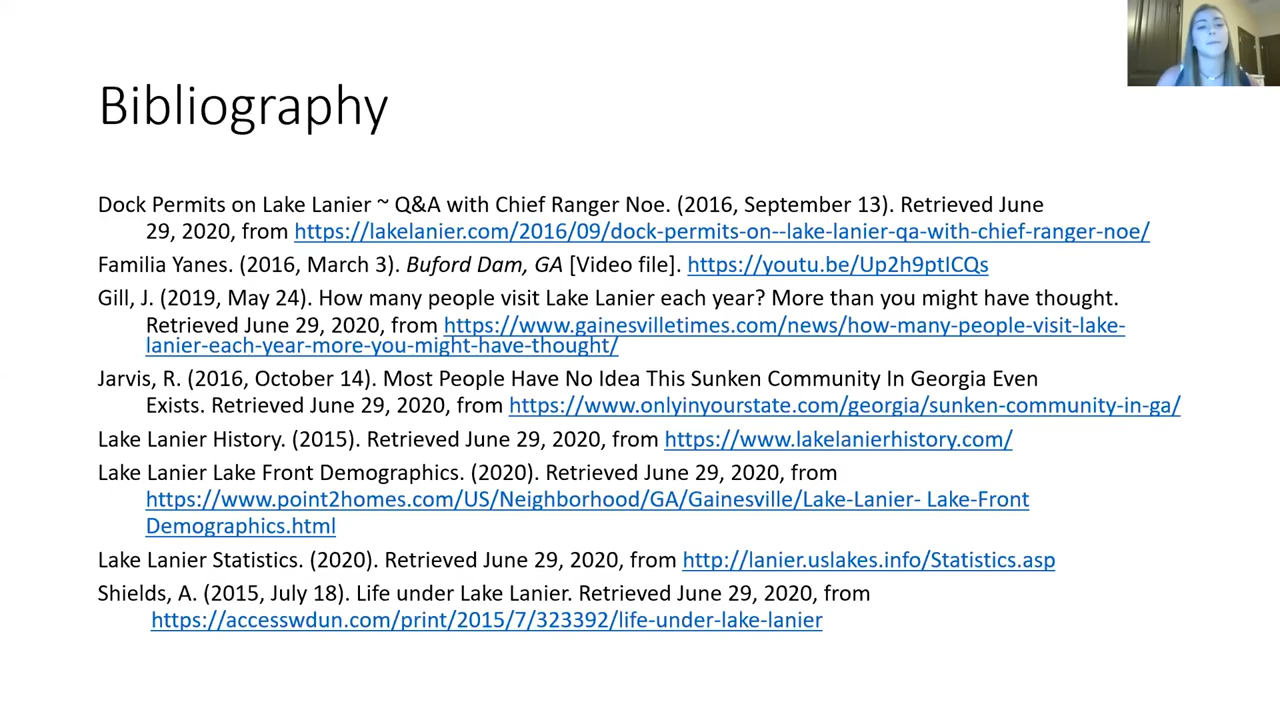 Bibliography
Dock Permits on Lake Lanier ~ Q&A with Chief Ranger Noe. (2016, September 13). Retrieved June
29, 2020, from https://lakelanier.com/2016/09/dock-permits-on--lake-lanier-qa-with-chief-ranger-noe/
Familia Yanes. (2016, March 3). Buford Dam, GA [Video file]. https://youtu.be/Up2h9ptICQs
Gill, J. (2019, May 24). How many people visit Lake Lanier each year? More than you might have thought.
Retrieved June 29, 2020, from https://www.gainesvilletimes.com/news/how-many-people-visit-lake-
lanier-each-year-more-you-might-have-thought/
Jarvis, R. (2016, October 14). Most People Have No Idea This Sunken Community In Georgia Even
Exists. Retrieved June 29, 2020, from https://www.onlyinyourstate.com/georgia/sunken-community-in-ga/
Lake Lanier History. (2015). Retrieved June 29, 2020, from https://www.lakelanierhistory.com/
Lake Lanier Lake Front Demographics. (2020). Retrieved June 29, 2020, from
https://www.point2homes.com/US/Neighborhood/GA/Gainesville/Lake-Lanier- Lake-Front
Demographics.html
Lake Lanier Statistics. (2020). Retrieved June 29, 2020, from http://lanier.uslakes.info/Statistics.asp
Shields, A. (2015, July 18). Life under Lake Lanier. Retrieved June 29, 2020, from
https://accesswdun.com/print/2015/7/323392/life-under-lake-lanier